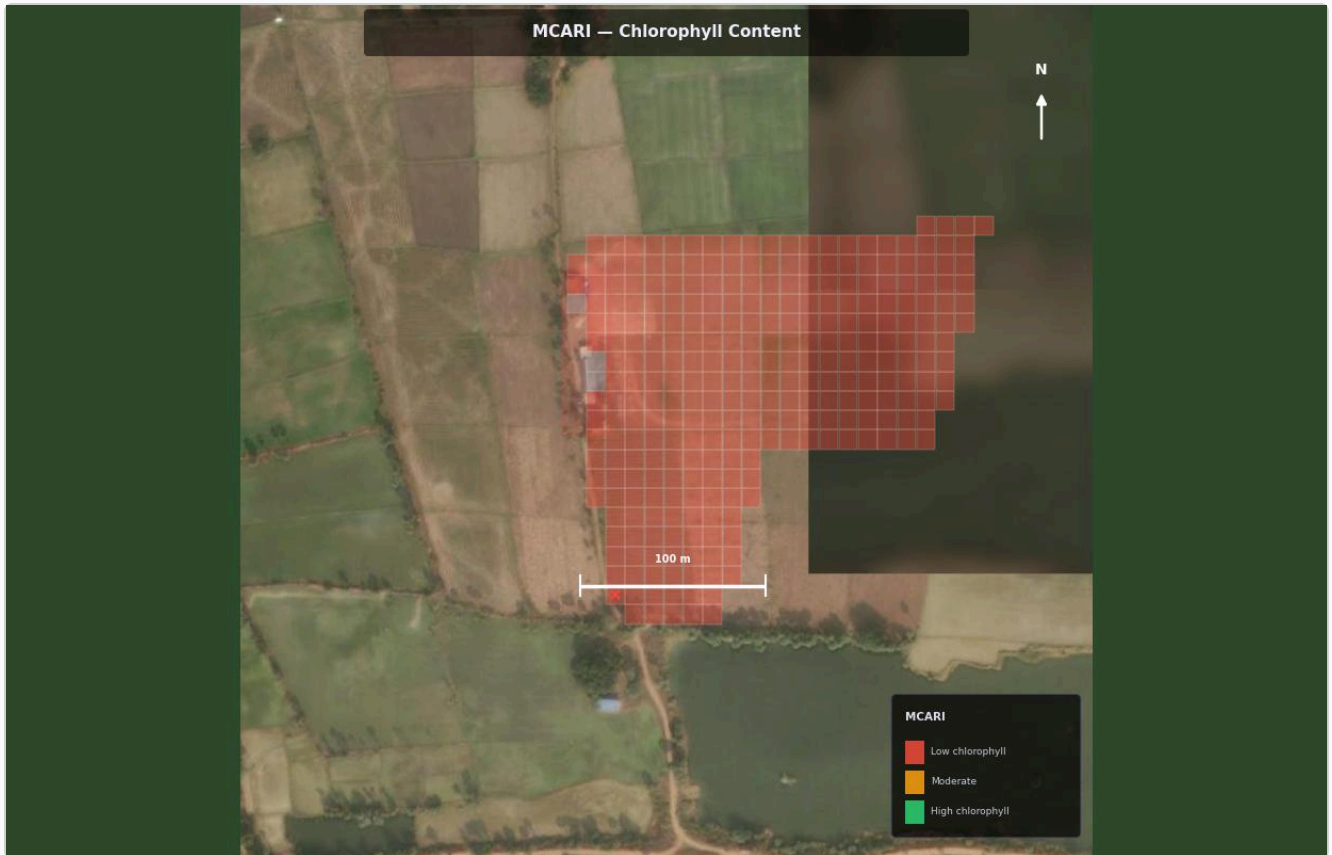 MCARI — Chlorophyll Content
N
100 m
MCARI
Low chlorophyll
Moderate
High chlorophyll